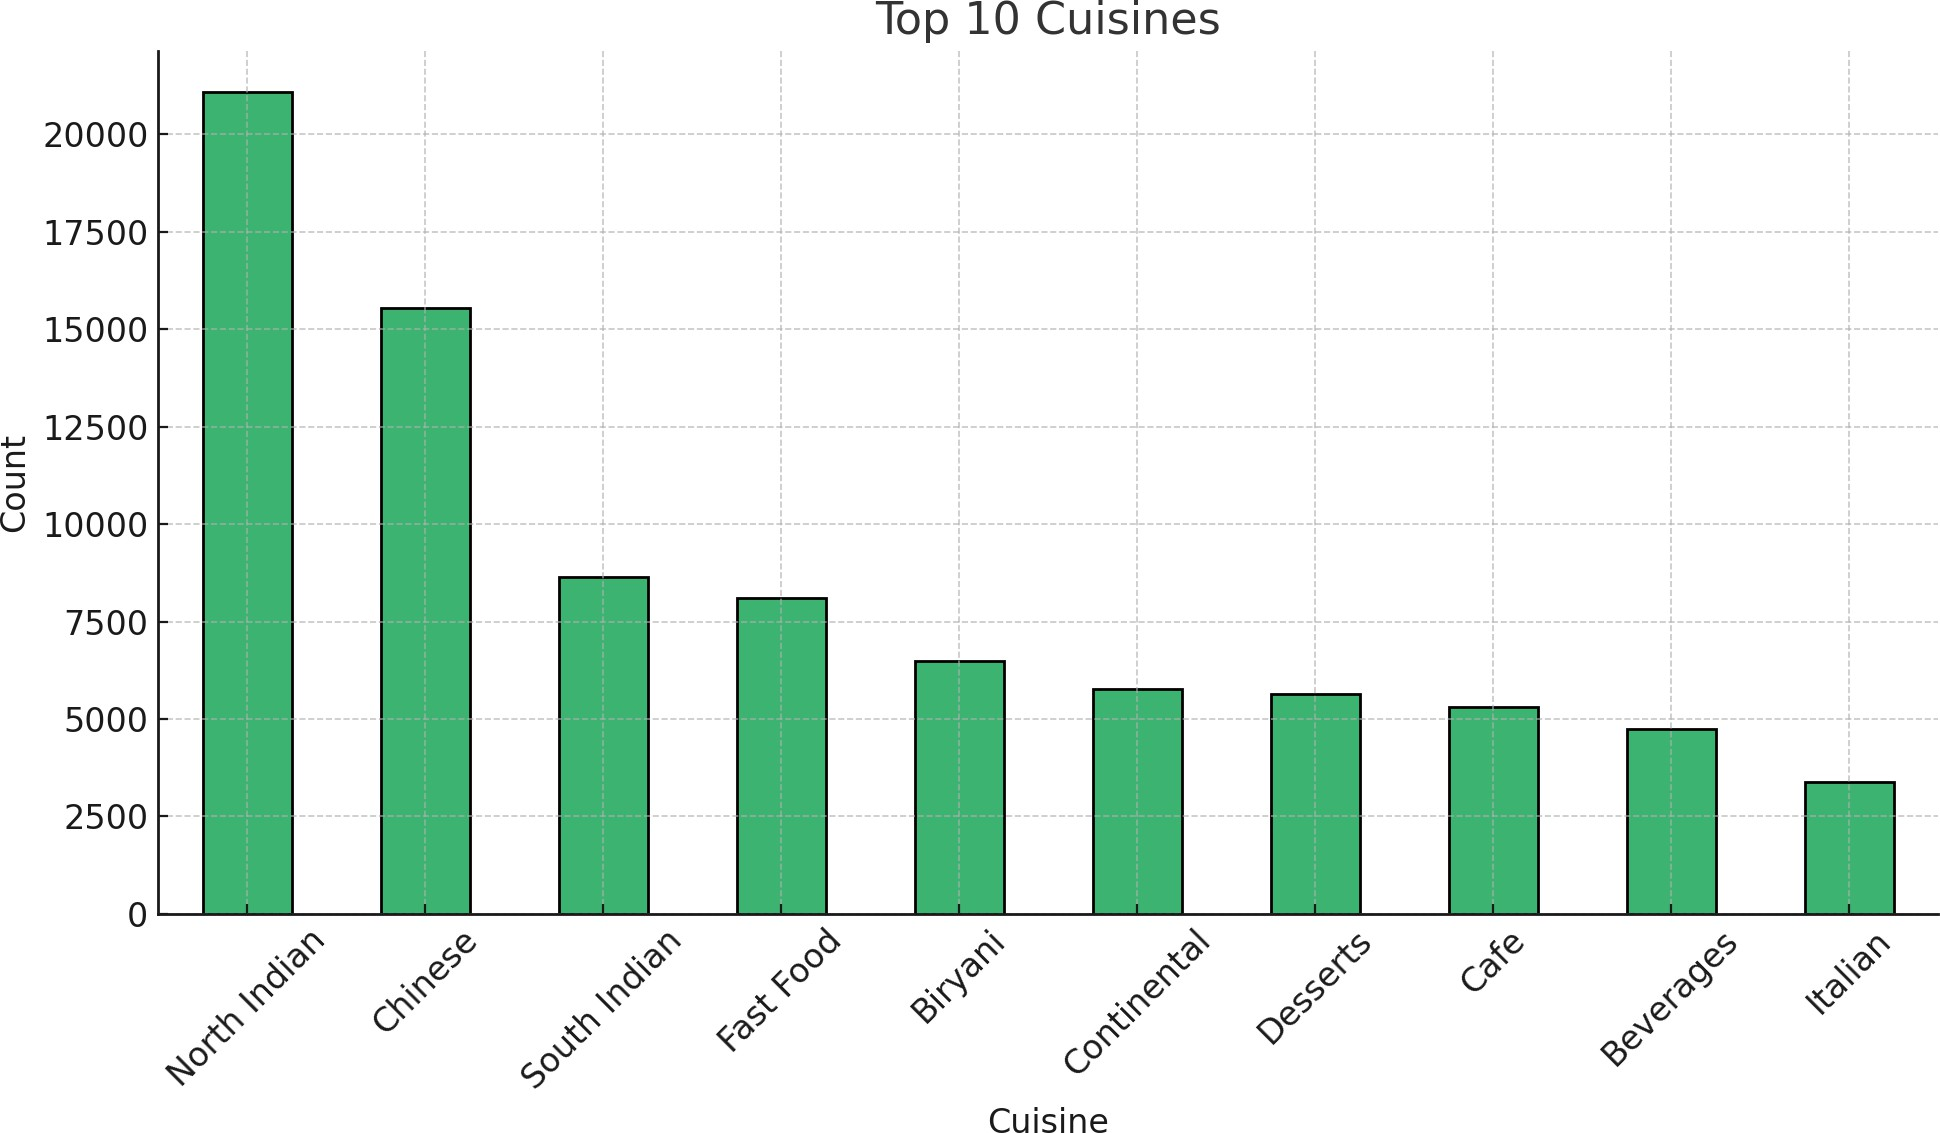 Top 10 Cuisines
Count
20000
17500
15000
12500
10000
7500
5000
2500
0
North Indian
Chinese
South Indian
Fast Food
Biryani
Continental
Desserts
Cafe
Beverages
Italian
Cuisine